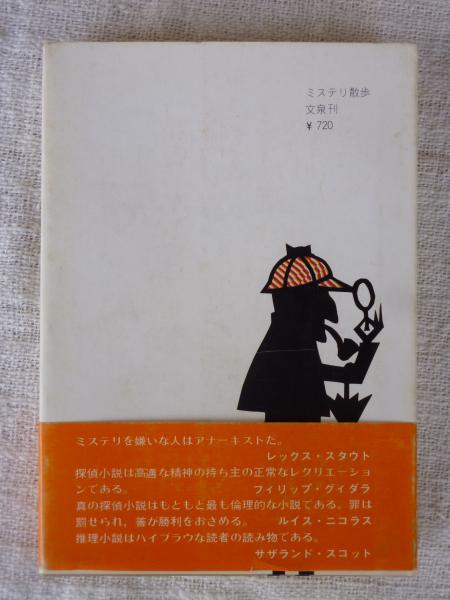 ミステリ散歩
文泉刊
¥ 720
ミステリを嫌いな人はアナーキストだ。
レックス・スタウト
探偵小説は高邁な精神の持ち主の正常なレクリエーショ
ンである。　フィリップ・グイダラ
真の探偵小説はもともと最も倫理的な小説である。罪は
罰せられ、善が勝利をおさめる。　ルイス・ニコラス
推理小説はハイブラウな読者の読み物である。
サザランド・スコット